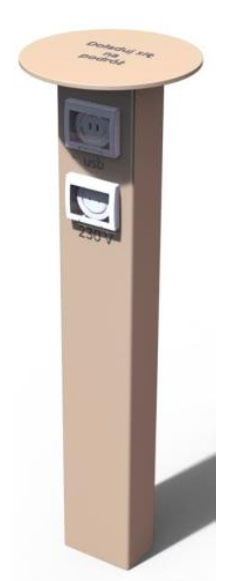 Doładuj się
na
podróż
usb
230 V